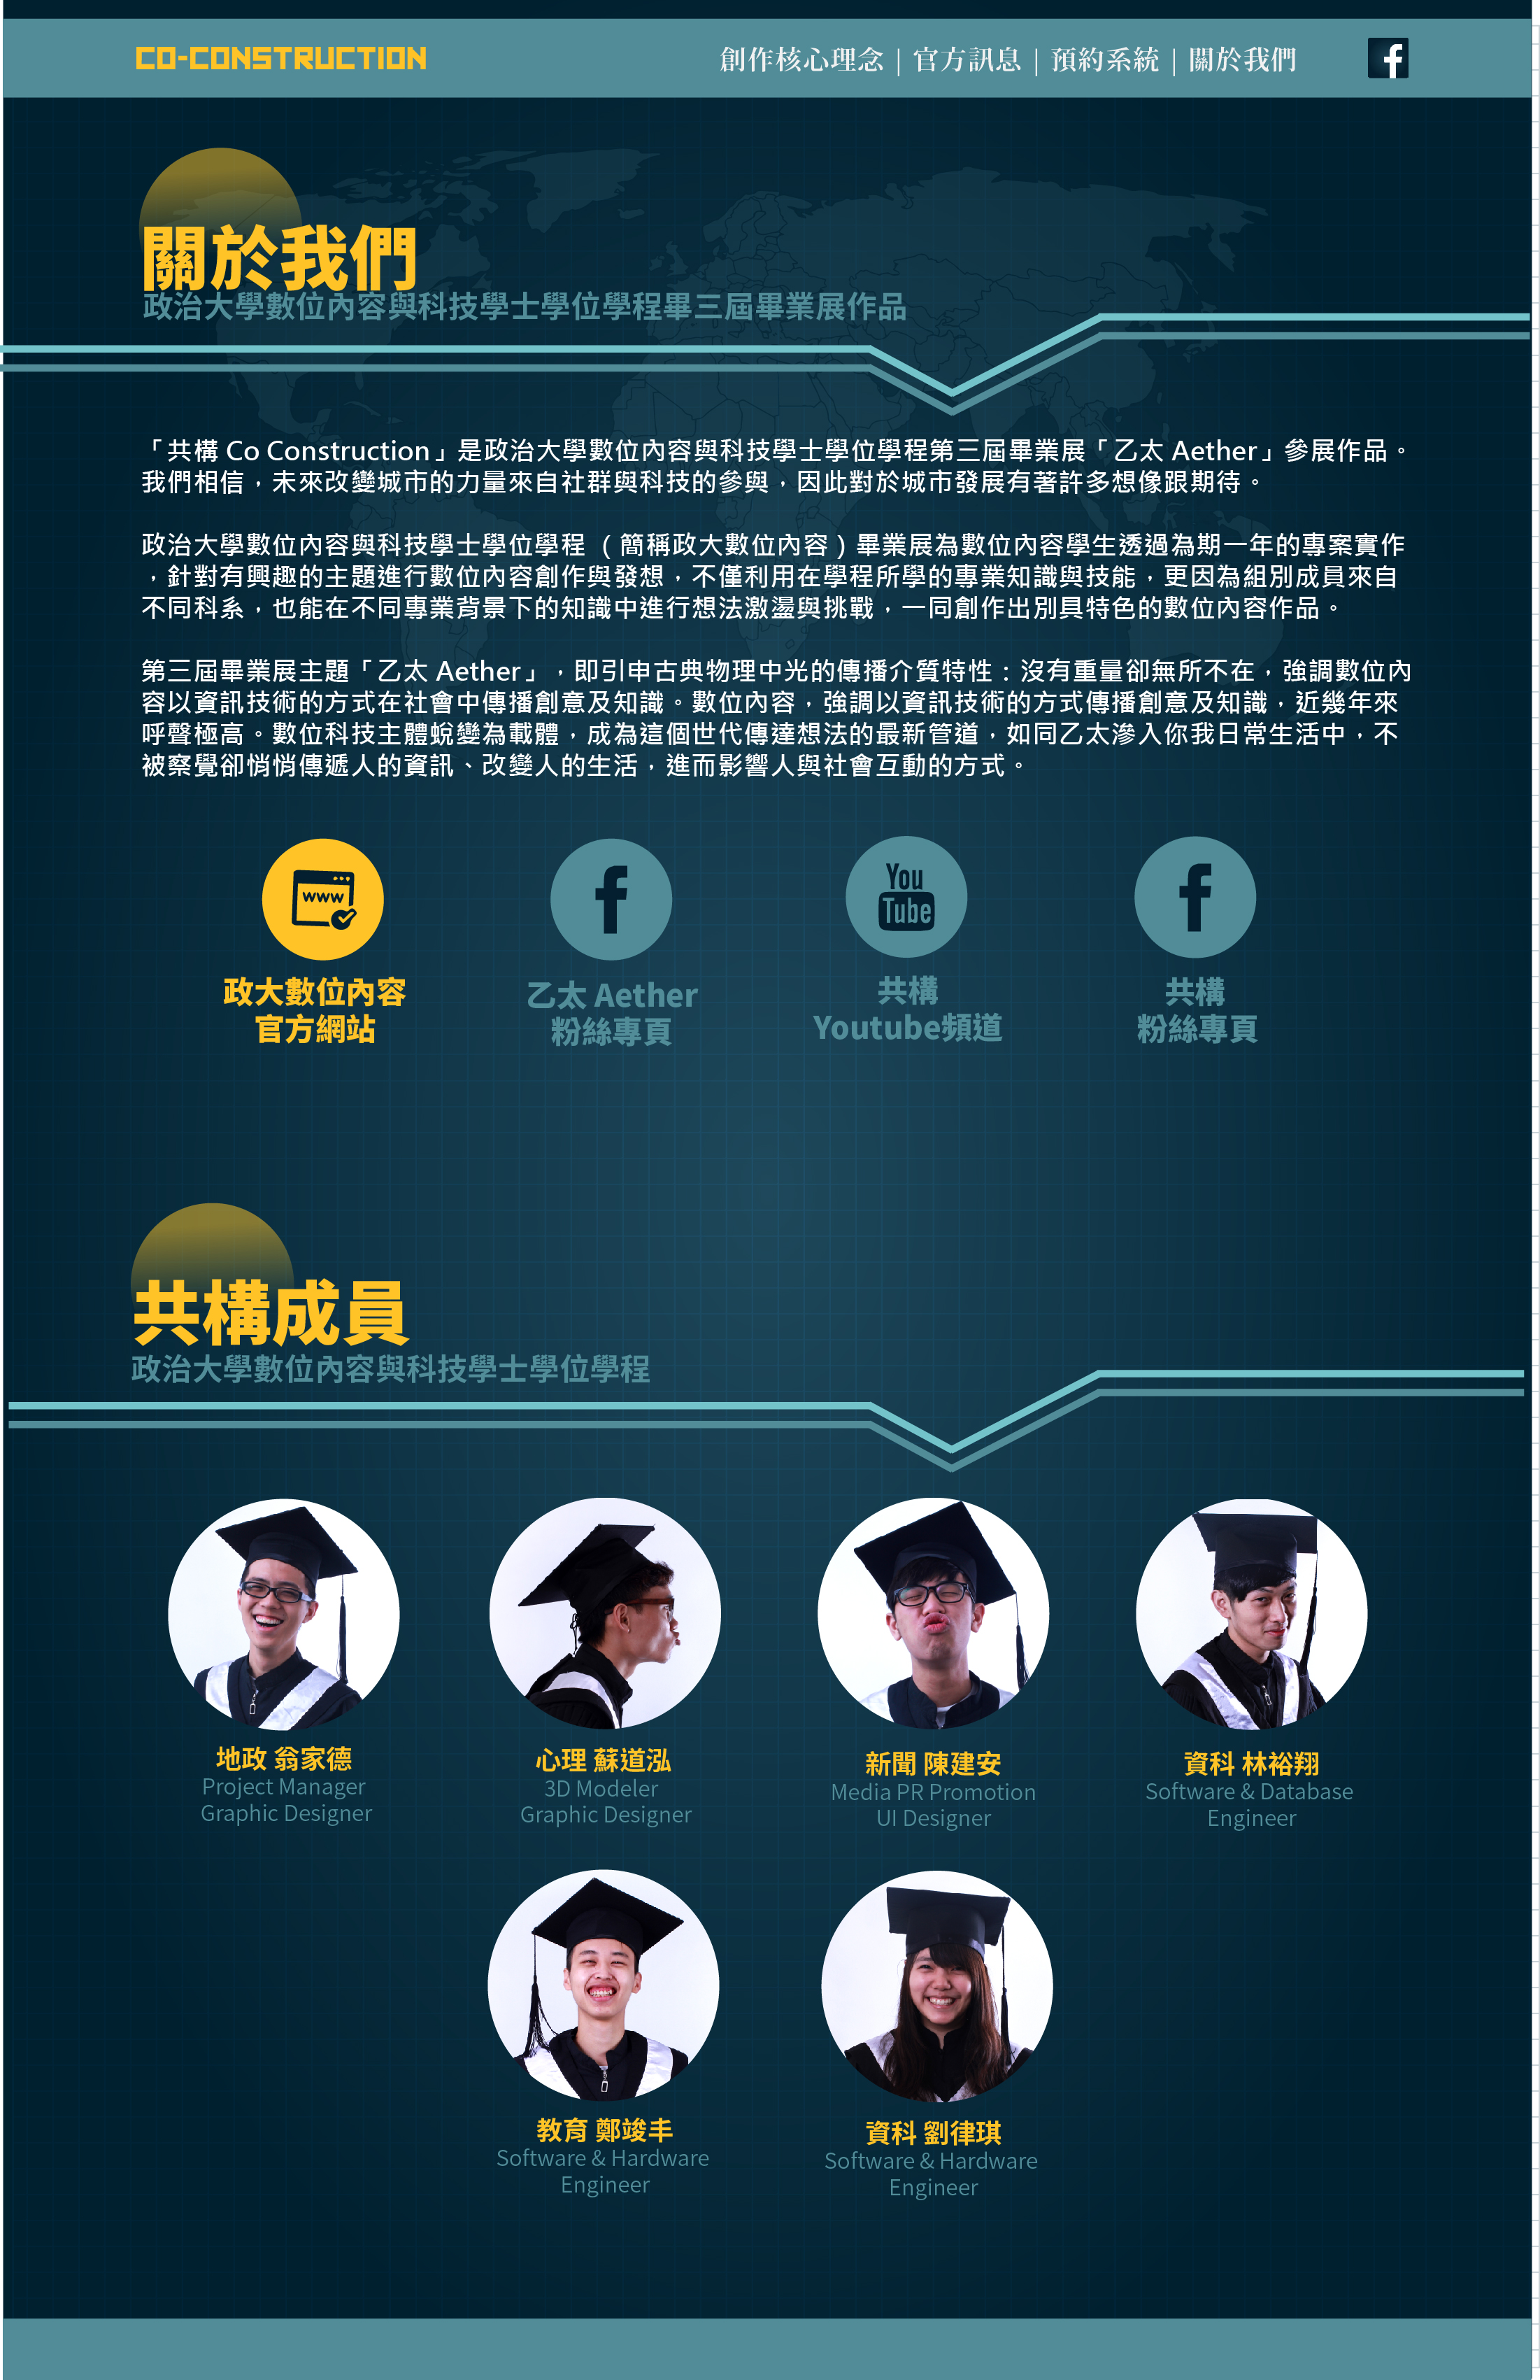 CO-CONSTRUCTION
創作核心理念｜官方訊息｜預約系統｜關於我們
f
關於我們
政治大學數位內容與科技學士學位學程畢三屆畢業展作品
「共構 Co Construction」是政治大學數位內容與科技學士學位學程第三屆畢業展「乙太 Aether」參展作品。
我們相信，未來改變城市的力量來自社群與科技的參與，因此對於城市發展有著許多想像跟期待。
政治大學數位內容與科技學士學位學程 （簡稱政大數位內容）畢業展為數位內容學生透過為期一年的專案實作
，針對有興趣的主題進行數位內容創作與發想，不僅利用在學程所學的專業知識與技能，更因為組別成員來自
不同科系，也能在不同專業背景下的知識中進行想法激盪與挑戰，一同創作出別具特色的數位內容作品。
第三屆畢業展主題「乙太 Aether」，即引申古典物理中光的傳播介質特性：沒有重量卻無所不在，強調數位內
容以資訊技術的方式在社會中傳播創意及知識。數位內容，強調以資訊技術的方式傳播創意及知識，近幾年來
呼聲極高。數位科技主體蛻變為載體，成為這個世代傳達想法的最新管道，如同乙太滲入你我日常生活中，不
被察覺卻悄悄傳遞人的資訊、改變人的生活，進而影響人與社會互動的方式。
www
f
You
Tube
f
政大數位內容
官方網站
乙太 Aether
粉絲專頁
共構
Youtube頻道
共構
粉絲專頁
共構成員
政治大學數位內容與科技學士學位學程
地政 翁家德
Project Manager
Graphic Designer
心理 蘇道泓
3D Modeler
Graphic Designer
新聞 陳建安
Media PR Promotion
UI Designer
資科 林裕翔
Software & Database
Engineer
教育 鄭竣丰
Software & Hardware
Engineer
資科 劉律琪
Software & Hardware
Engineer